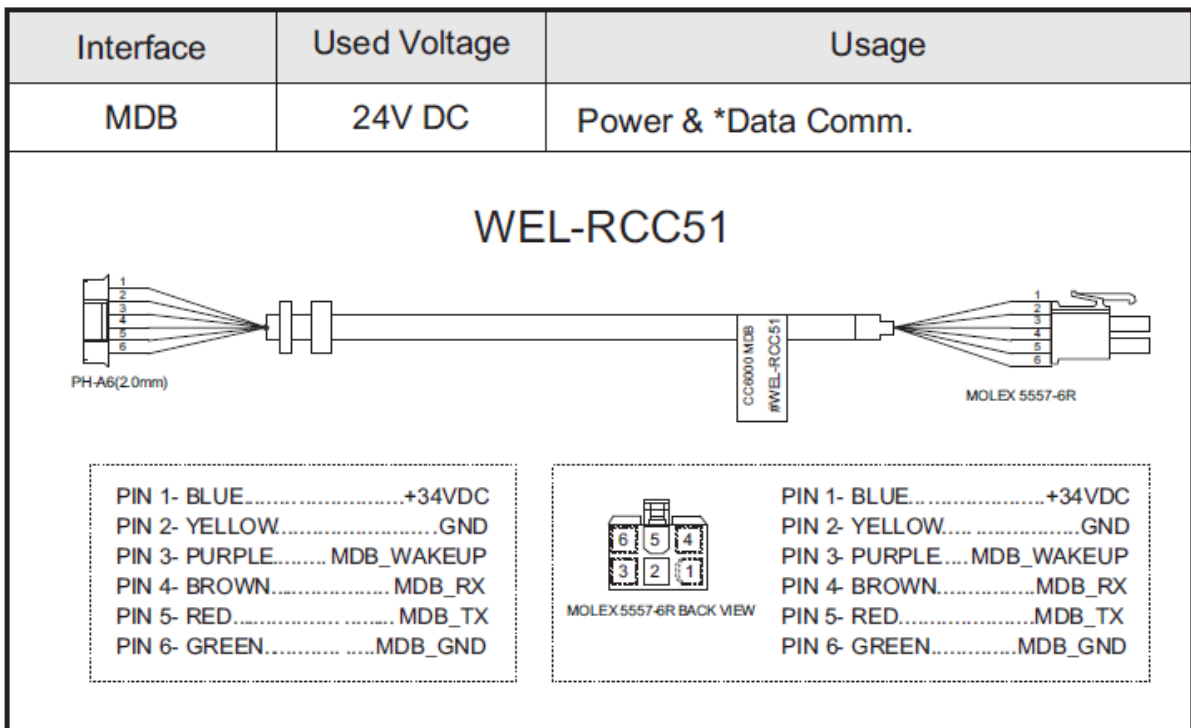 Interface Used Voltage Usage
MDB 24V DC Power & *Data Comm.
WEL-RCC51
1
2
3
4
5
6
PH-A6(2.0mm)
CC6000 MDB
#WEL-RCC51
1
2
3
4
5
6
MOLEX 5557-6R
PIN 1- BLUE..............................+34VDC
PIN 2- YELLOW..............................GND
PIN 3- PURPLE......... MDB_WAKEUP
PIN 4- BROWN.................... MDB_RX
PIN 5- RED.................... ......... MDB_TX
PIN 6- GREEN............. .....MDB_GND
6 5 4
3 2 1
MOLEX 5557-6R BACK VIEW
PIN 1- BLUE... ......................+34VDC
PIN 2- YELLOW..... ....................GND
PIN 3- PURPLE.....MDB_WAKEUP
PIN 4- BROWN..................MDB_RX
PIN 5- RED.........................MDB_TX
PIN 6- GREEN...............MDB_GND